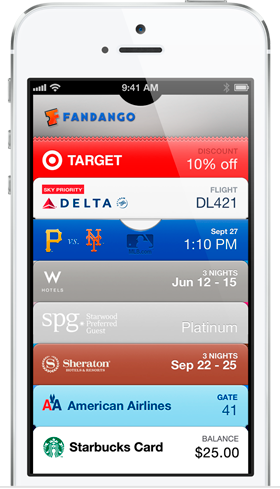 9:41 AM
FANDANGO
TARGET
DISCOUNT
10% off
SKY PRIORITY
DELTA
FLIGHT
DL421
P vs. NY
Sept 27
1:10 PM
W
HOTELS
3 NIGHTS
Jun 12 - 15
spg.
Starwood
Preferred
Guest
Platinum
S
Sheraton
HOTELS & RESORTS
3 NIGHTS
Sep 22 - 25
AA
American Airlines
GATE
41
Starbucks Card
BALANCE
$25.00